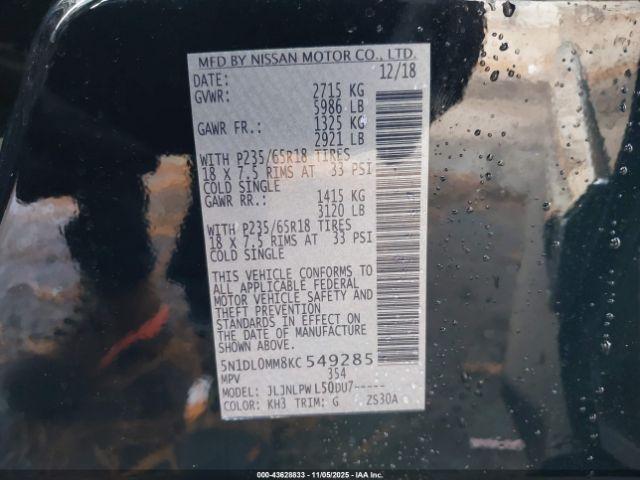 MFD BY NISSAN MOTOR CO., LTD.
DATE: 12/18
GVWR: 2715 KG
5986 LB
GAWR FR.: 1325 KG
2921 LB
WITH P235/65R18 TIRES
18 X 7.5 RIMS AT 33 PSI
COLD SINGLE
GAWR RR.: 1415 KG
3120 LB
WITH P235/65R18 TIRES
18 X 7.5 RIMS AT 33 PSI
COLD SINGLE
THIS VEHICLE CONFORMS TO
ALL APPLICABLE FEDERAL
MOTOR VEHICLE SAFETY AND
THEFT PREVENTION
STANDARDS IN EFFECT ON
THE DATE OF MANUFACTURE
SHOWN ABOVE.
5N1DL0MM8KC549285
MPV 354
MODEL: JLJNLPWL50DU7-----
COLOR: KH3 TRIM: G ZS30A
000-43628833 - 11/05/2025 - IAAI.COM